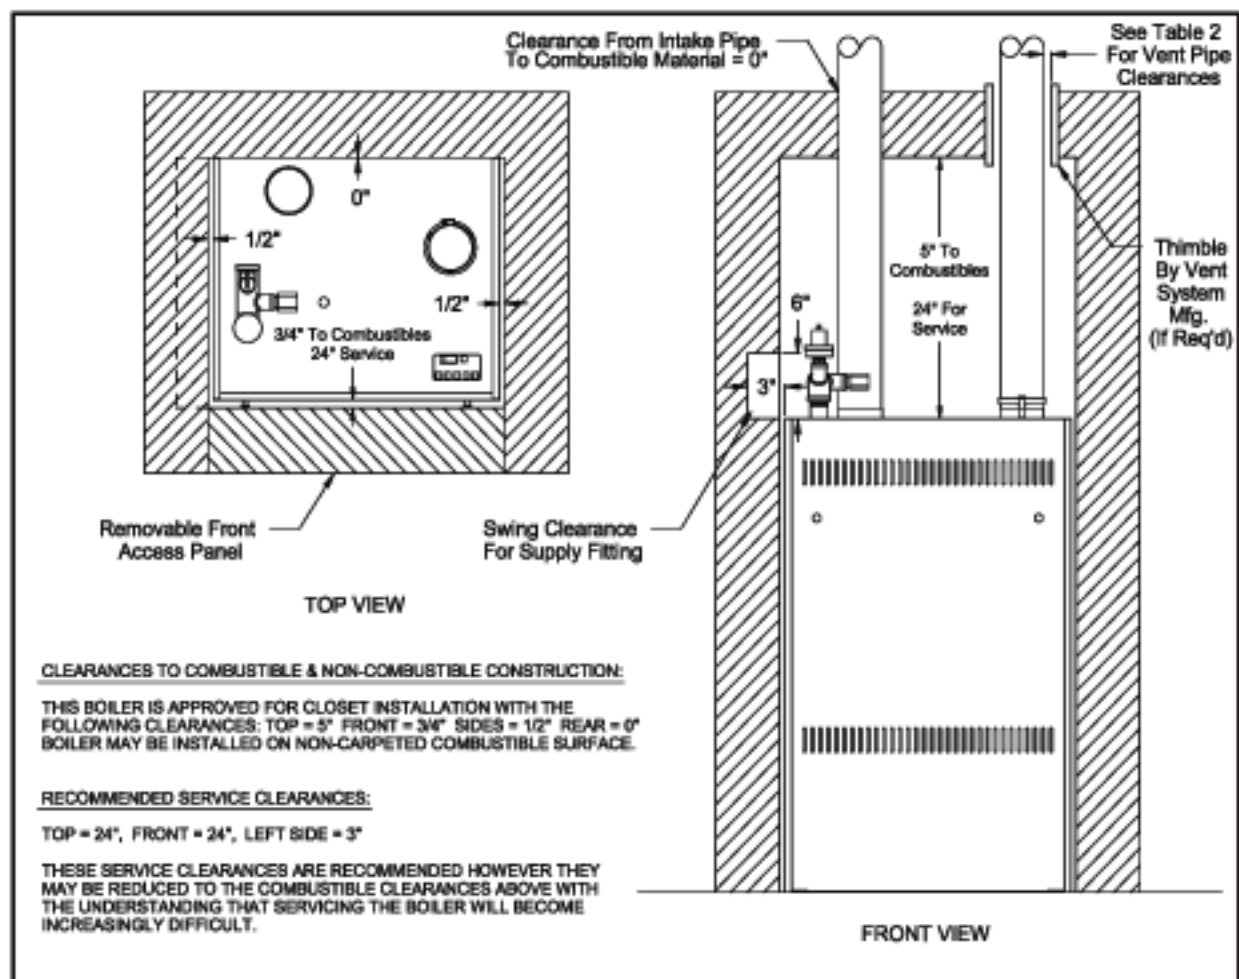 Clearance From Intake Pipe
To Combustible Material = 0"
See Table 2
For Vent Pipe
Clearances
0"
1/2"
1/2"
3/4" To Combustibles
24" Service
5" To
Combustibles
24" For
Service
6"
3"
Thimble
By Vent
System
Mfg.
(If Req'd)
Removable Front
Access Panel
Swing Clearance
For Supply Fitting
TOP VIEW
CLEARANCES TO COMBUSTIBLE & NON-COMBUSTIBLE CONSTRUCTION:
THIS BOILER IS APPROVED FOR CLOSET INSTALLATION WITH THE
FOLLOWING CLEARANCES: TOP = 5" FRONT = 3/4" SIDES = 1/2" REAR = 0"
BOILER MAY BE INSTALLED ON NON-CARPETED COMBUSTIBLE SURFACE.
RECOMMENDED SERVICE CLEARANCES:
TOP = 24", FRONT = 24", LEFT SIDE = 3"
THESE SERVICE CLEARANCES ARE RECOMMENDED HOWEVER THEY
MAY BE REDUCED TO THE COMBUSTIBLE CLEARANCES ABOVE WITH
THE UNDERSTANDING THAT SERVICING THE BOILER WILL BECOME
INCREASINGLY DIFFICULT.
FRONT VIEW